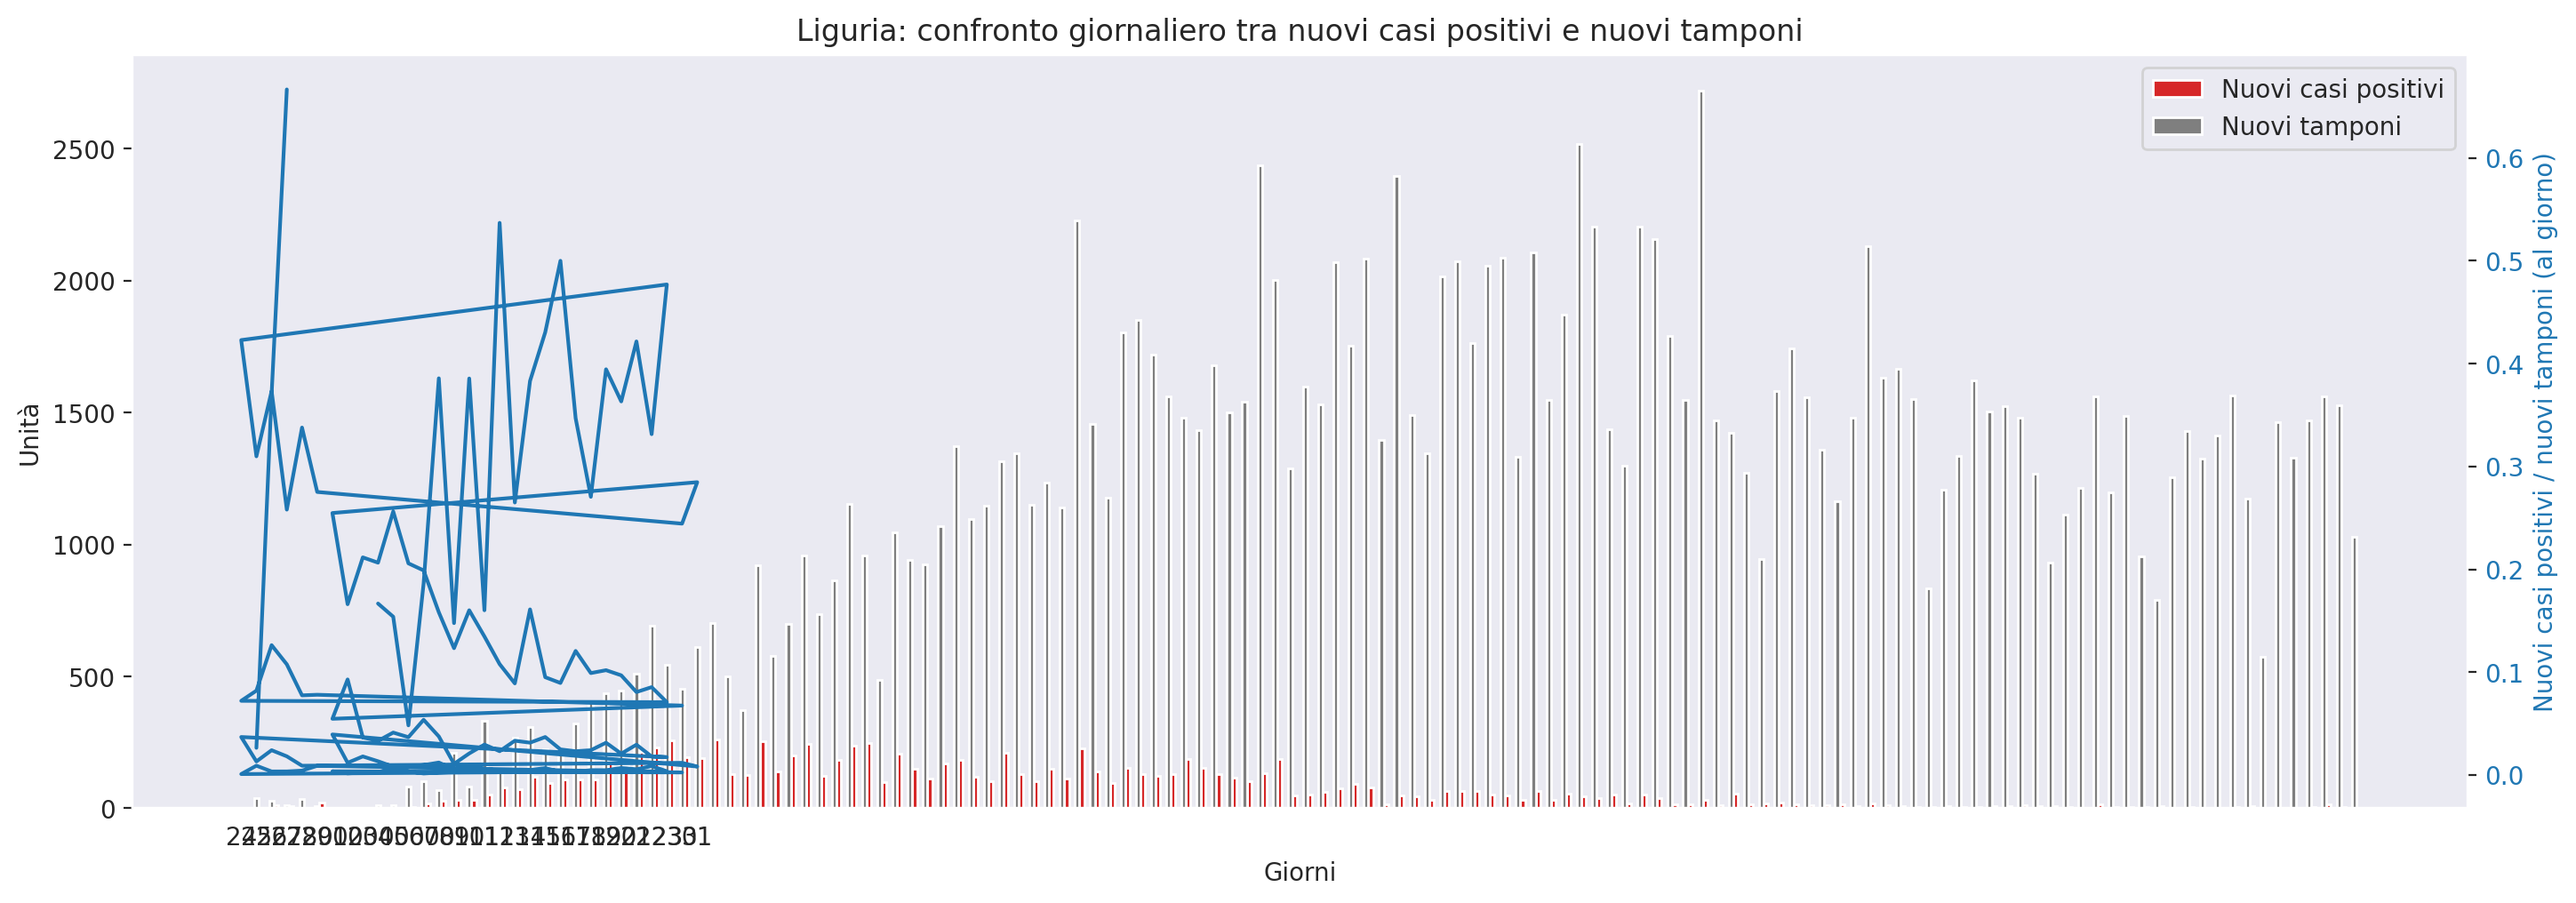 Liguria: confronto giornaliero tra nuovi casi positivi e nuovi tamponi
Nuovi casi positivi
Nuovi tamponi
2500
2000
1500
1000
500
0
Unità
0.6
0.5
0.4
0.3
0.2
0.1
0.0
Nuovi casi positivi / nuovi tamponi (al giorno)
Giorni